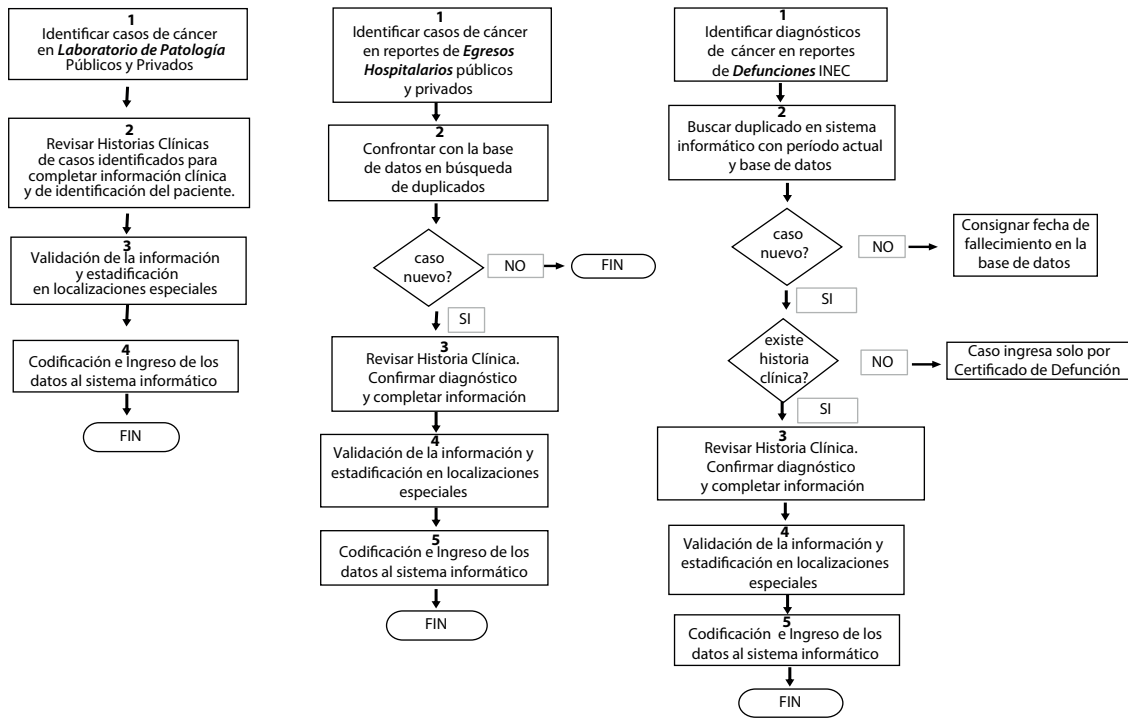 1
Identificar casos de cáncer
en Laboratorio de Patología
Públicos y Privados
2
Revisar Historias Clínicas
de casos identificados para
completar información clínica
y de identificación del paciente.
3
Validación de la información
y estadificación
en localizaciones especiales
4
Codificación e Ingreso de los
datos al sistema informático
FIN
1
Identificar casos de cáncer
en reportes de Egresos
Hospitalarios públicos
y privados
2
Confrontar con la base
de datos en búsqueda
de duplicados
caso
nuevo?
NO
FIN
SI
3
Revisar Historia Clínica.
Confirmar diagnóstico
y completar información
4
Validación de la información y
estadificación en localizaciones
especiales
5
Codificación e Ingreso de los
datos al sistema informático
FIN
1
Identificar diagnósticos
de cáncer en reportes
de Defunciones INEC
2
Buscar duplicado en sistema
informático con período actual
y base de datos
caso
nuevo?
NO
Consignar fecha de
fallecimiento en la
base de datos
SI
existe
historia
clínica?
NO
Caso ingresa solo por
Certificado de Defunción
SI
3
Revisar Historia Clínica.
Confirmar diagnóstico
y completar información
4
Validación de la información y
estadificación en localizaciones
especiales
5
Codificación e Ingreso de los
datos al sistema informático
FIN